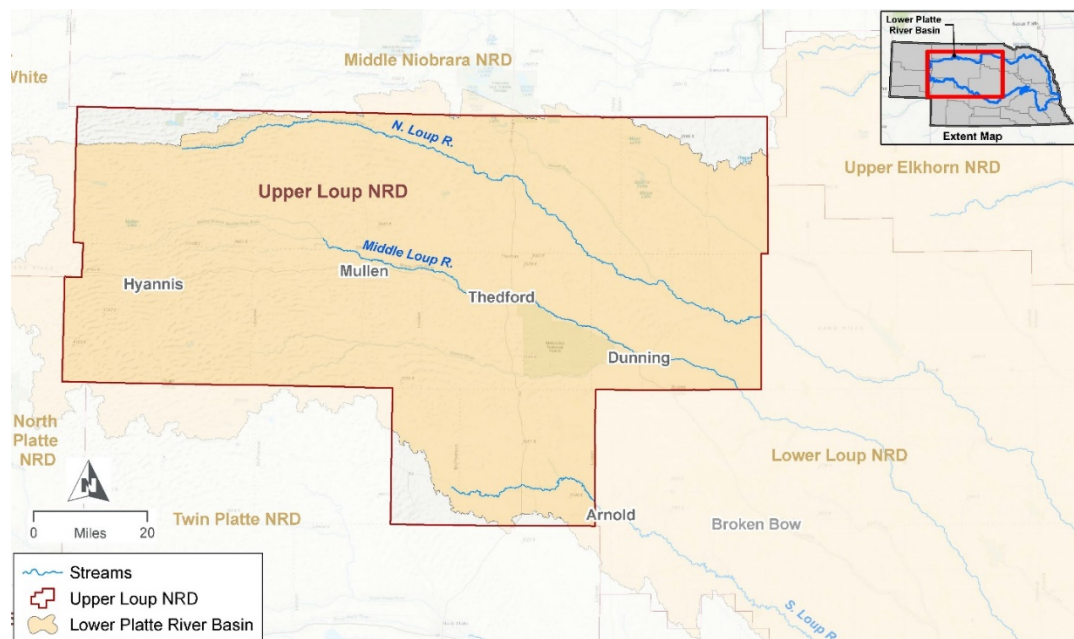 Lower Platte
River Basin
Extent Map
Middle Niobrara NRD
White
N. Loup R.
Upper Elkhorn NRD
Upper Loup NRD
Middle Loup R.
Hyannis
Mullen
Thedford
Dunning
North
Platte
NRD
Lower Loup NRD
N
Twin Platte NRD
Arnold
Broken Bow
0
20
Miles
S. Loup R.
Streams
Upper Loup NRD
Lower Platte River Basin